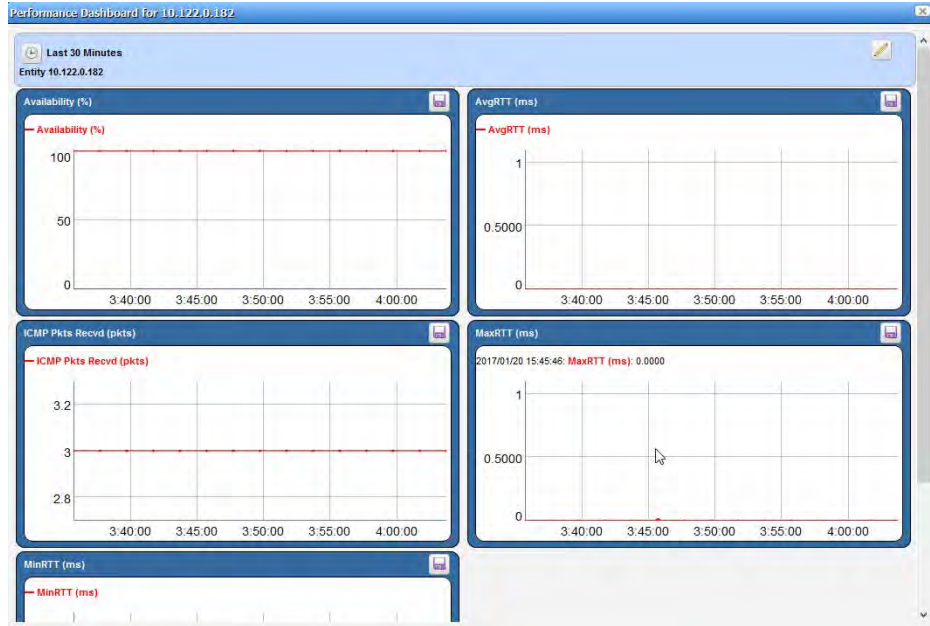 Performance Dashboard for 10.122.0.182
Last 30 Minutes
Entity 10.122.0.182
Availability (%)
Availability (%)
100
50
0
3:40:00 3:45:00 3:50:00 3:55:00 4:00:00
AvgRTT (ms)
AvgRTT (ms)
1
0.5000
0
3:40:00 3:45:00 3:50:00 3:55:00 4:00:00
ICMP Pkts Recvd (pkts)
ICMP Pkts Recvd (pkts)
3.2
3
2.8
3:40:00 3:45:00 3:50:00 3:55:00 4:00:00
MaxRTT (ms)
2017/01/20 15:45:46: MaxRTT (ms): 0.0000
1
0.5000
0
3:40:00 3:45:00 3:50:00 3:55:00 4:00:00
MinRTT (ms)
MinRTT (ms)